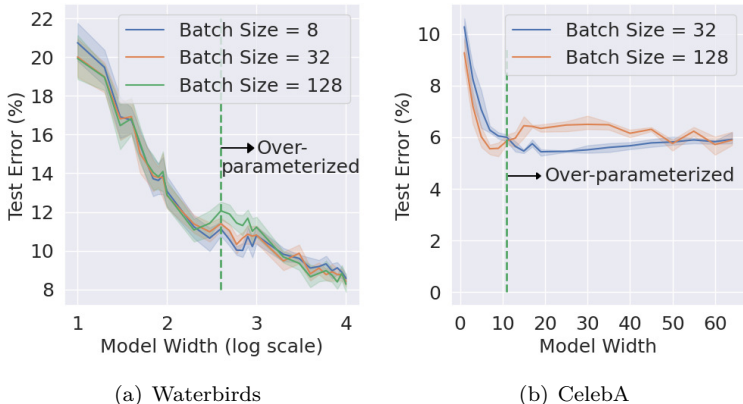 22
20
18
16
14
12
10
8
Test Error (%)
Batch Size = 8
Batch Size = 32
Batch Size = 128
Over-
parameterized
1 2 3 4
Model Width (log scale)
(a) Waterbirds
10
8
6
4
2
0
Test Error (%)
Batch Size = 32
Batch Size = 128
Over-parameterized
0 10 20 30 40 50 60
Model Width
(b) CelebA